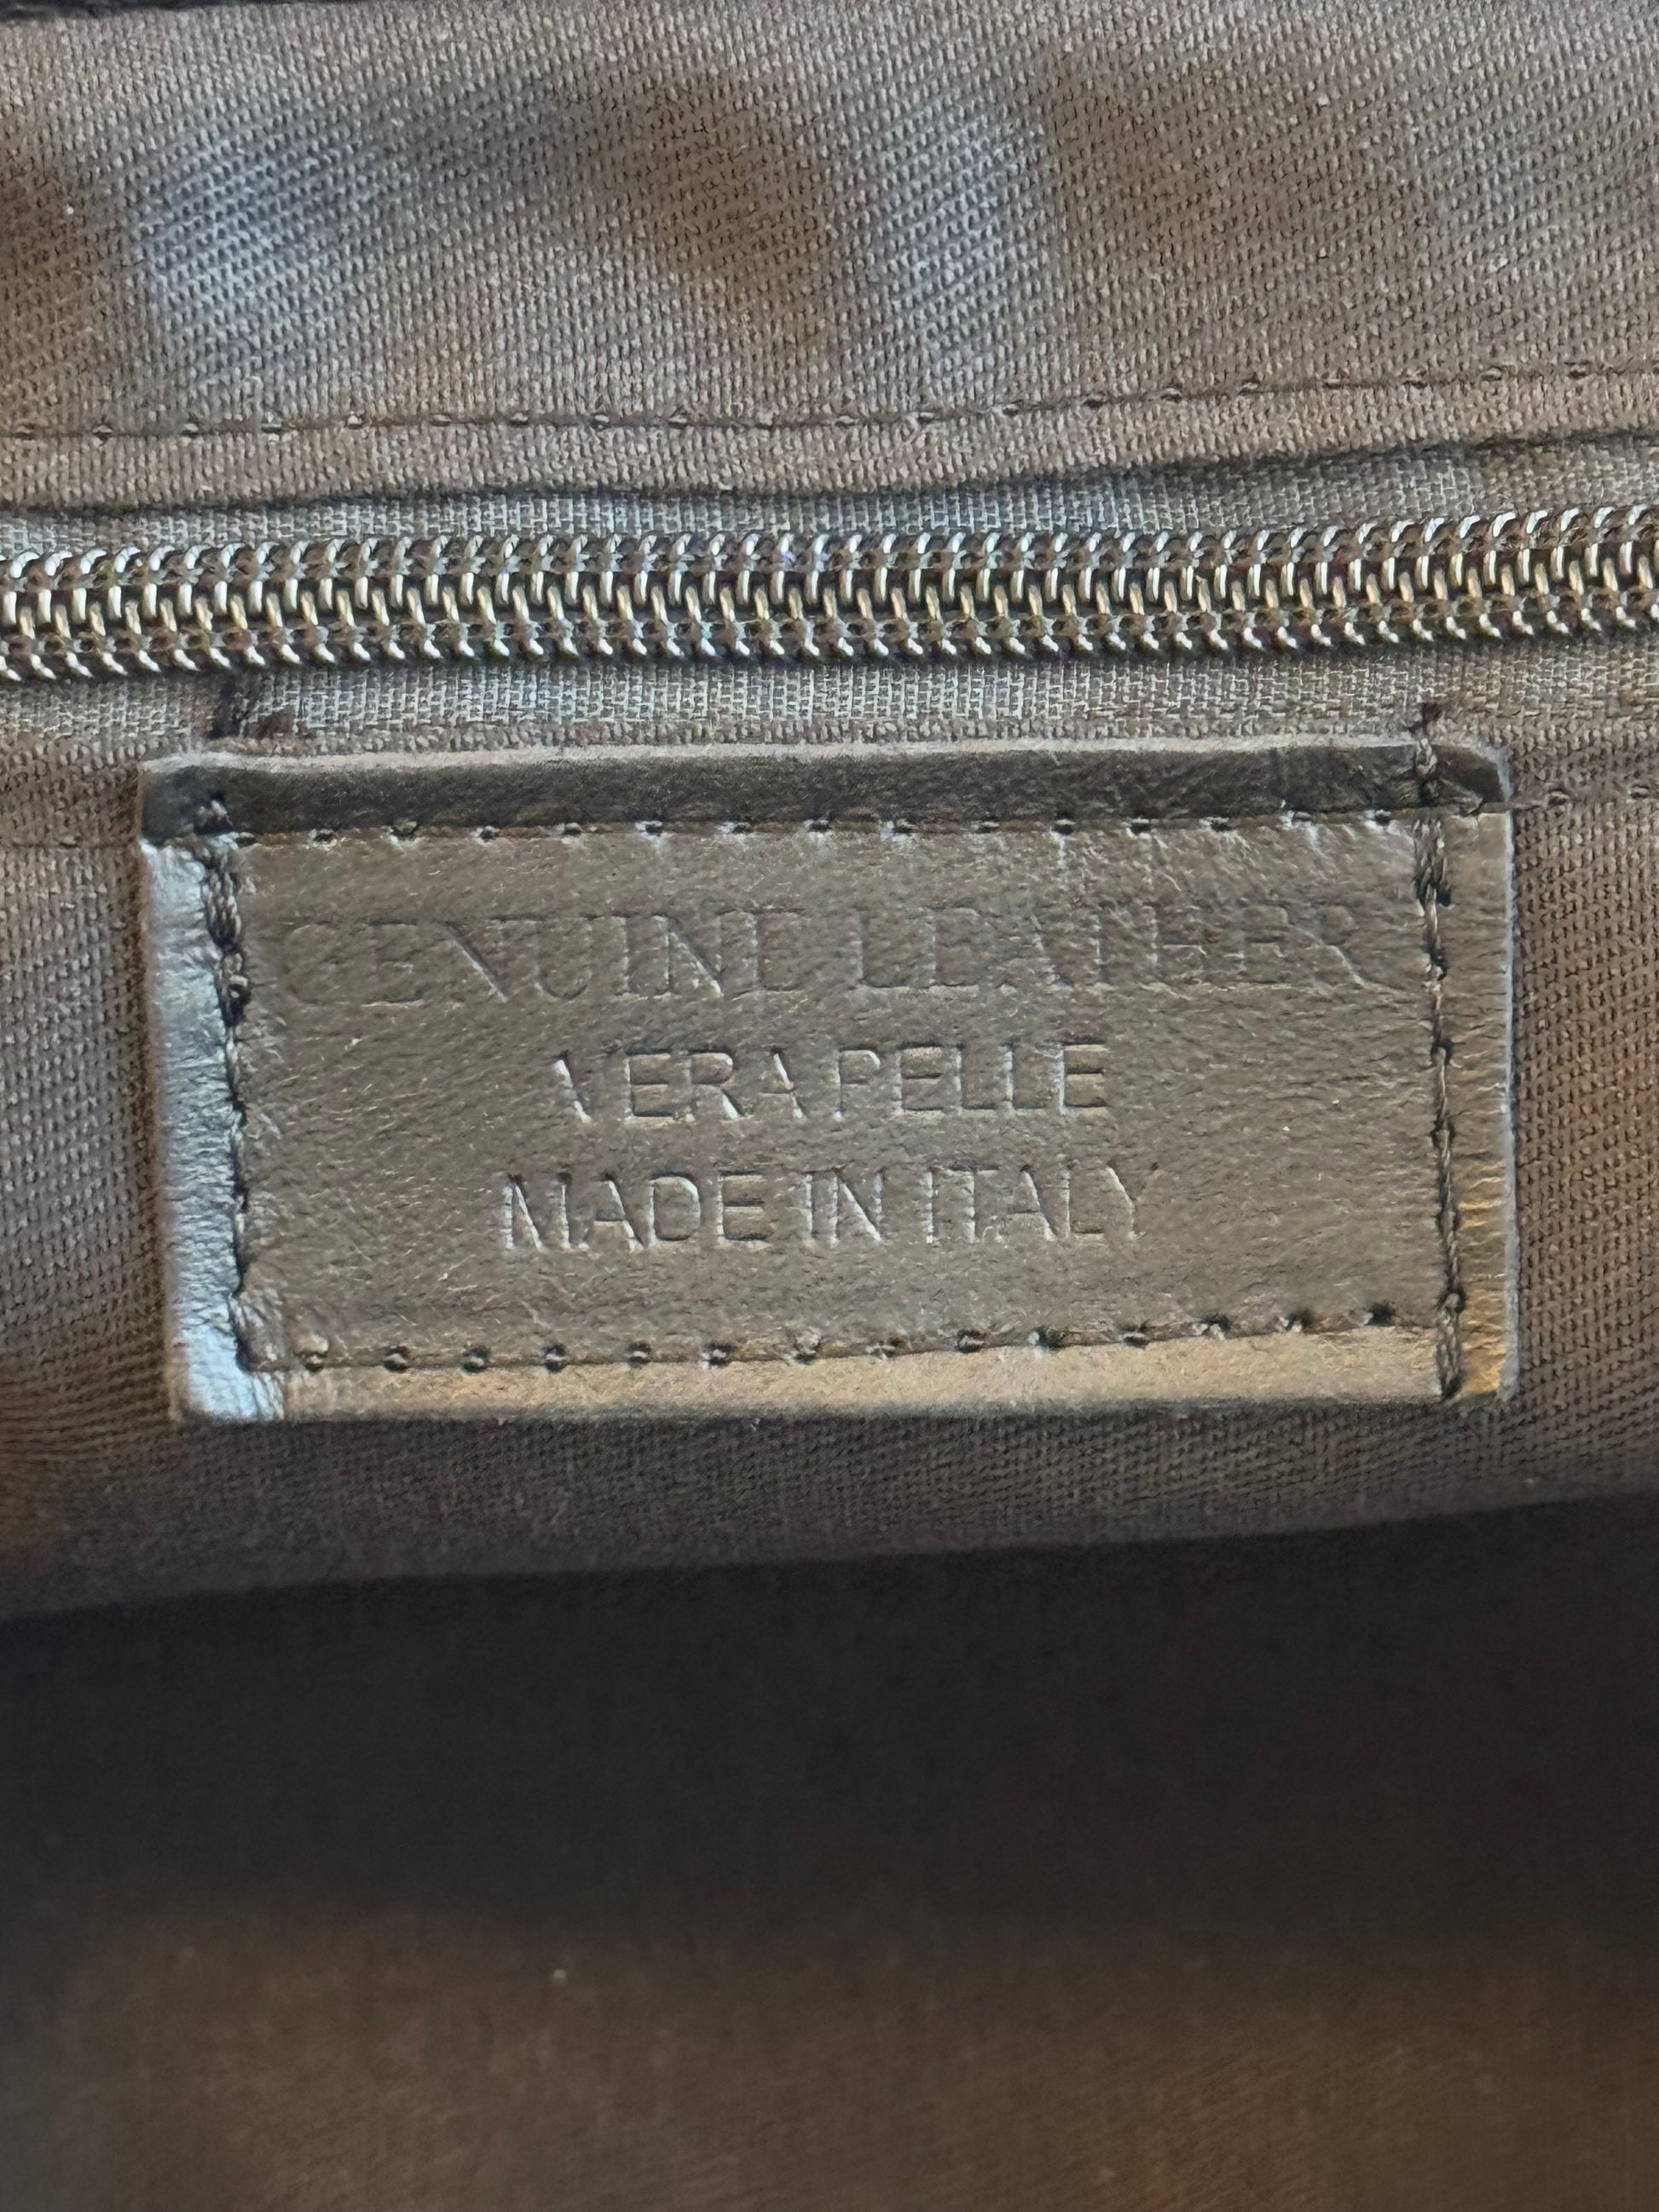 GENUINE LEATHER
VERA PELLE
MADE IN ITALY